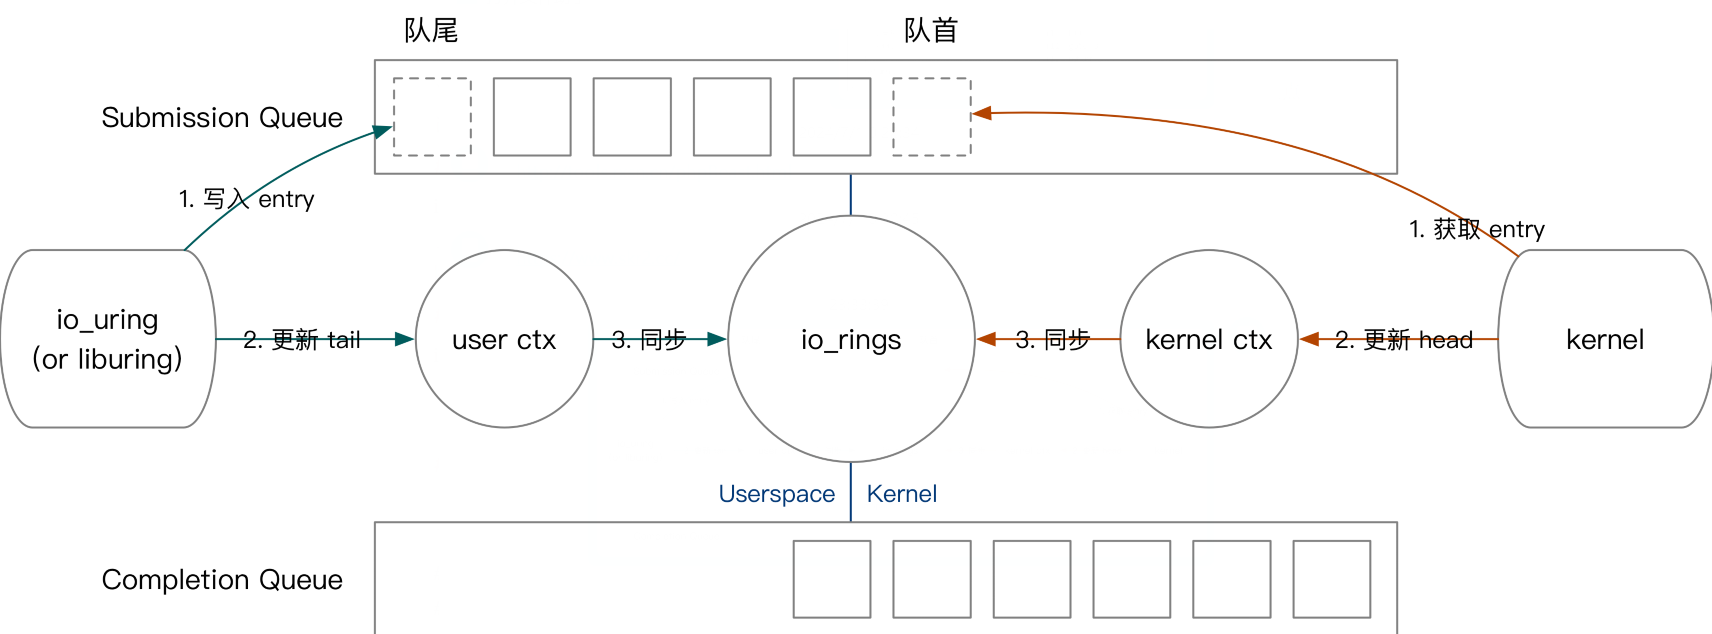 队尾
队首
Submission Queue
1. 写入 entry
1. 获取 entry
io_uring
(or liburing)
2. 更新 tail
user ctx
3. 同步
io_rings
3. 同步
kernel ctx
2. 更新 head
kernel
Userspace
Kernel
Completion Queue